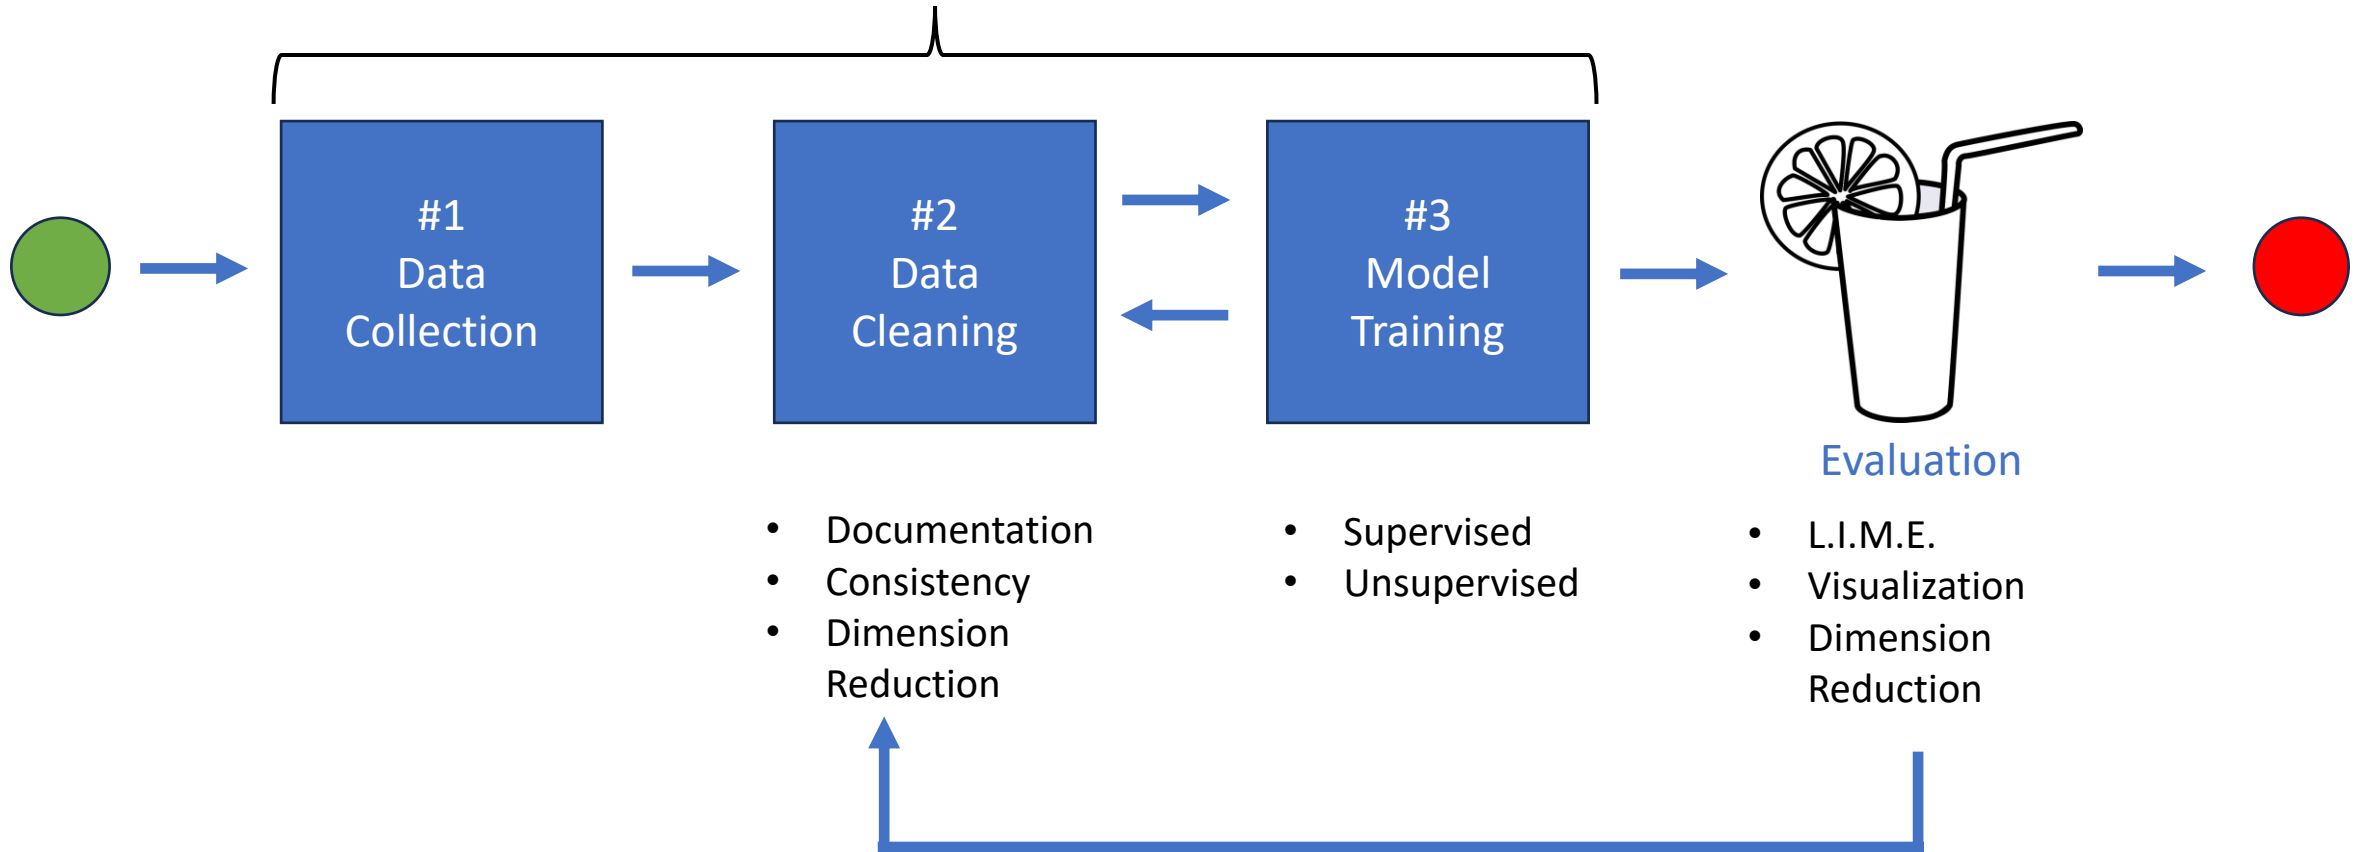 #1
Data
Collection
#2
Data
Cleaning
#3
Model
Training
Evaluation
• Documentation
• Consistency
• Dimension
Reduction
• Supervised
• Unsupervised
• L.I.M.E.
• Visualization
• Dimension
Reduction